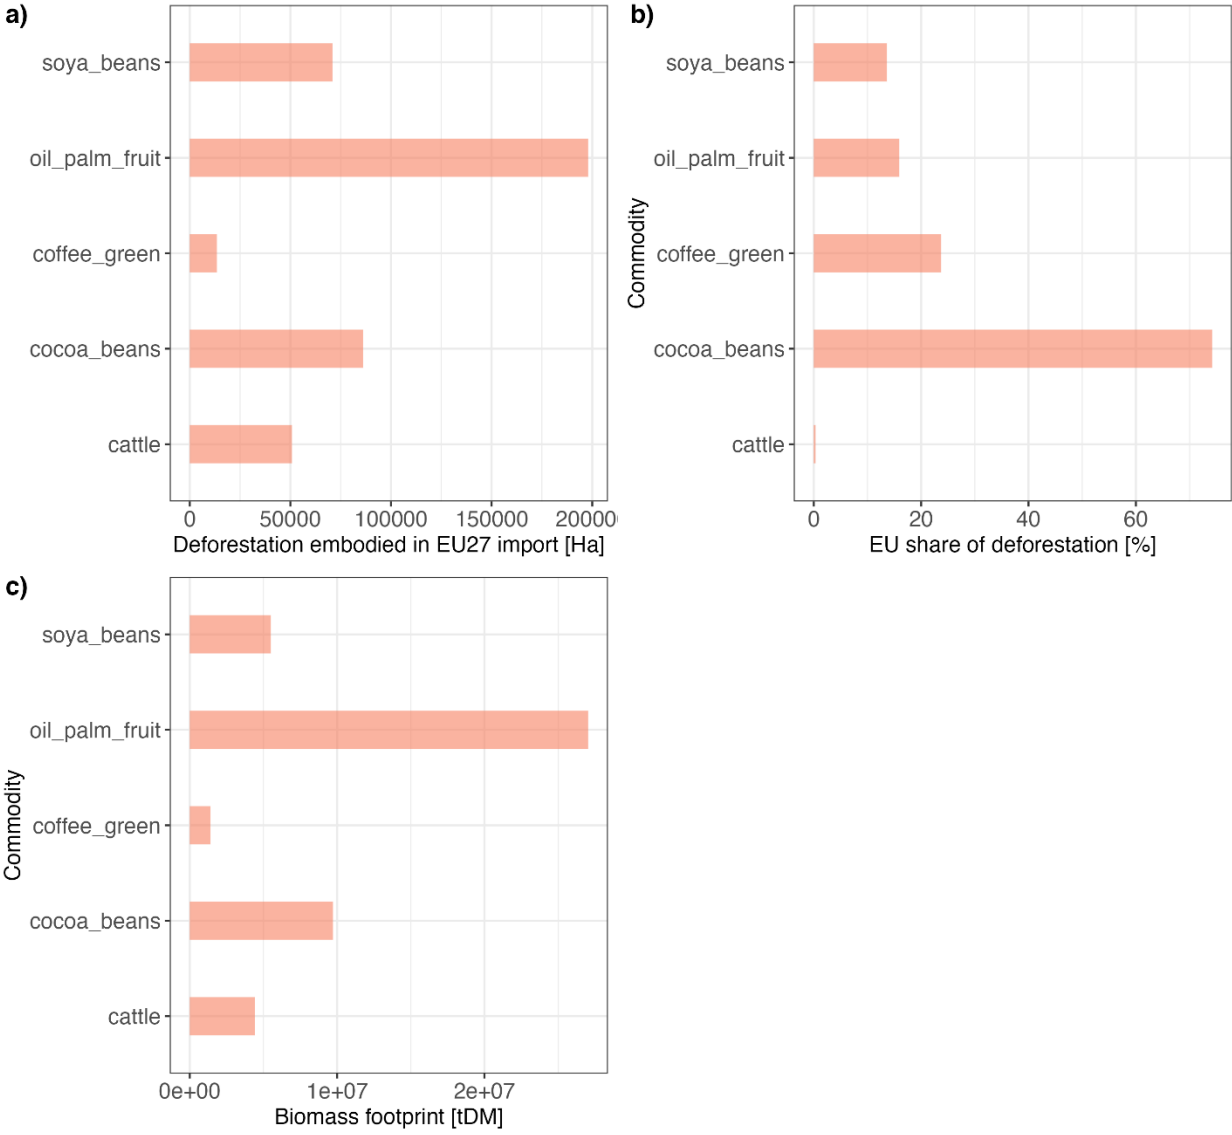 a)
soya_beans
oil_palm_fruit
coffee_green
cocoa_beans
cattle
0 50000 100000 150000 20000
Deforestation embodied in EU27 import [Ha]
b)
Commodity
soya_beans
oil_palm_fruit
coffee_green
cocoa_beans
cattle
0 20 40 60
EU share of deforestation [%]
c)
Commodity
soya_beans
oil_palm_fruit
coffee_green
cocoa_beans
cattle
0e+00 1e+07 2e+07
Biomass footprint [tDM]